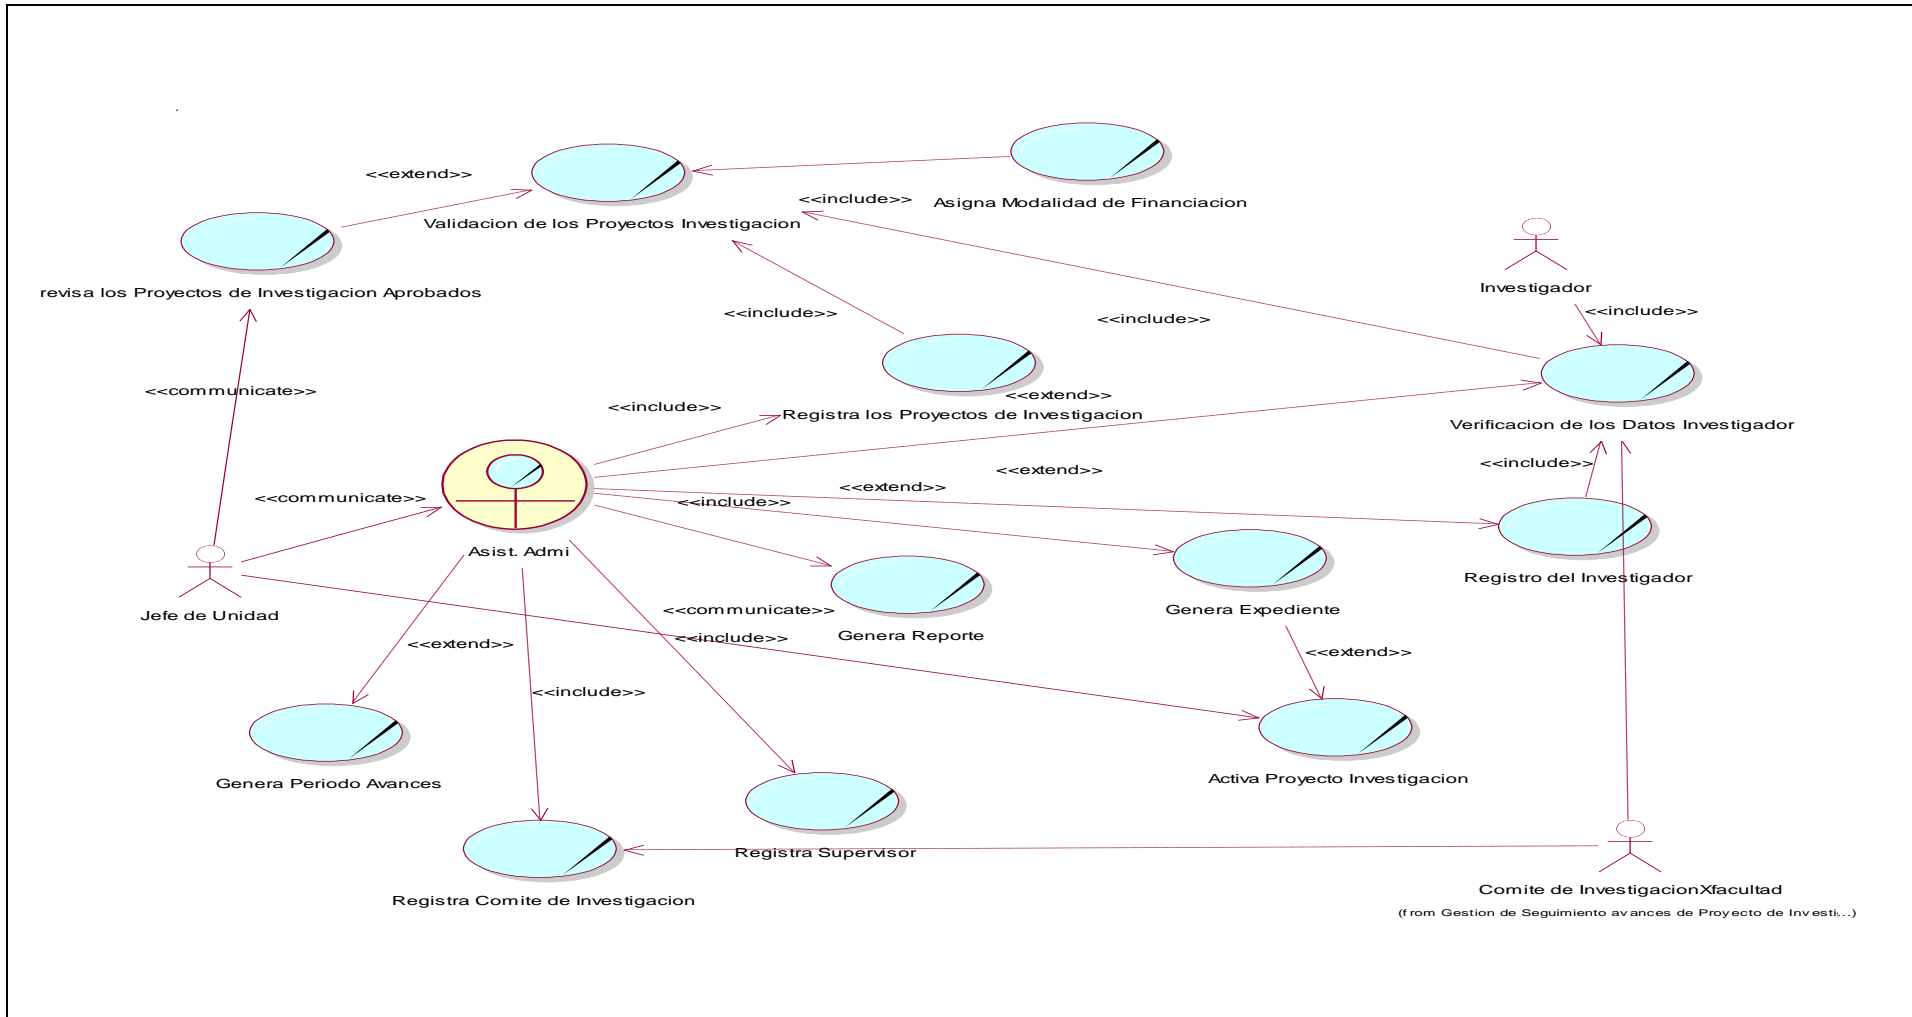 <<extend>>
<<include>>
Asigna Modalidad de Financiacion
Validacion de los Proyectos Investigacion
revisa los Proyectos de Investigacion Aprobados
Investigador
<<include>>
<<include>>
<<include>>
<<communicate>>
<<include>>
<<extend>>
Registra los Proyectos de Investigacion
Verificacion de los Datos Investigador
<<include>>
<<extend>>
<<extend>>
<<communicate>>
<<include>>
Asist. Admi
Registro del Investigador
Jefe de Unidad
<<communicate>>
Genera Expediente
Genera Reporte
<<include>>
<<extend>>
<<extend>>
<<include>>
Genera Periodo Avances
Activa Proyecto Investigacion
Registra Supervisor
Registra Comite de Investigacion
Comite de InvestigacionXfacultad
(from Gestion de Seguimiento avances de Proyecto de Investi...)